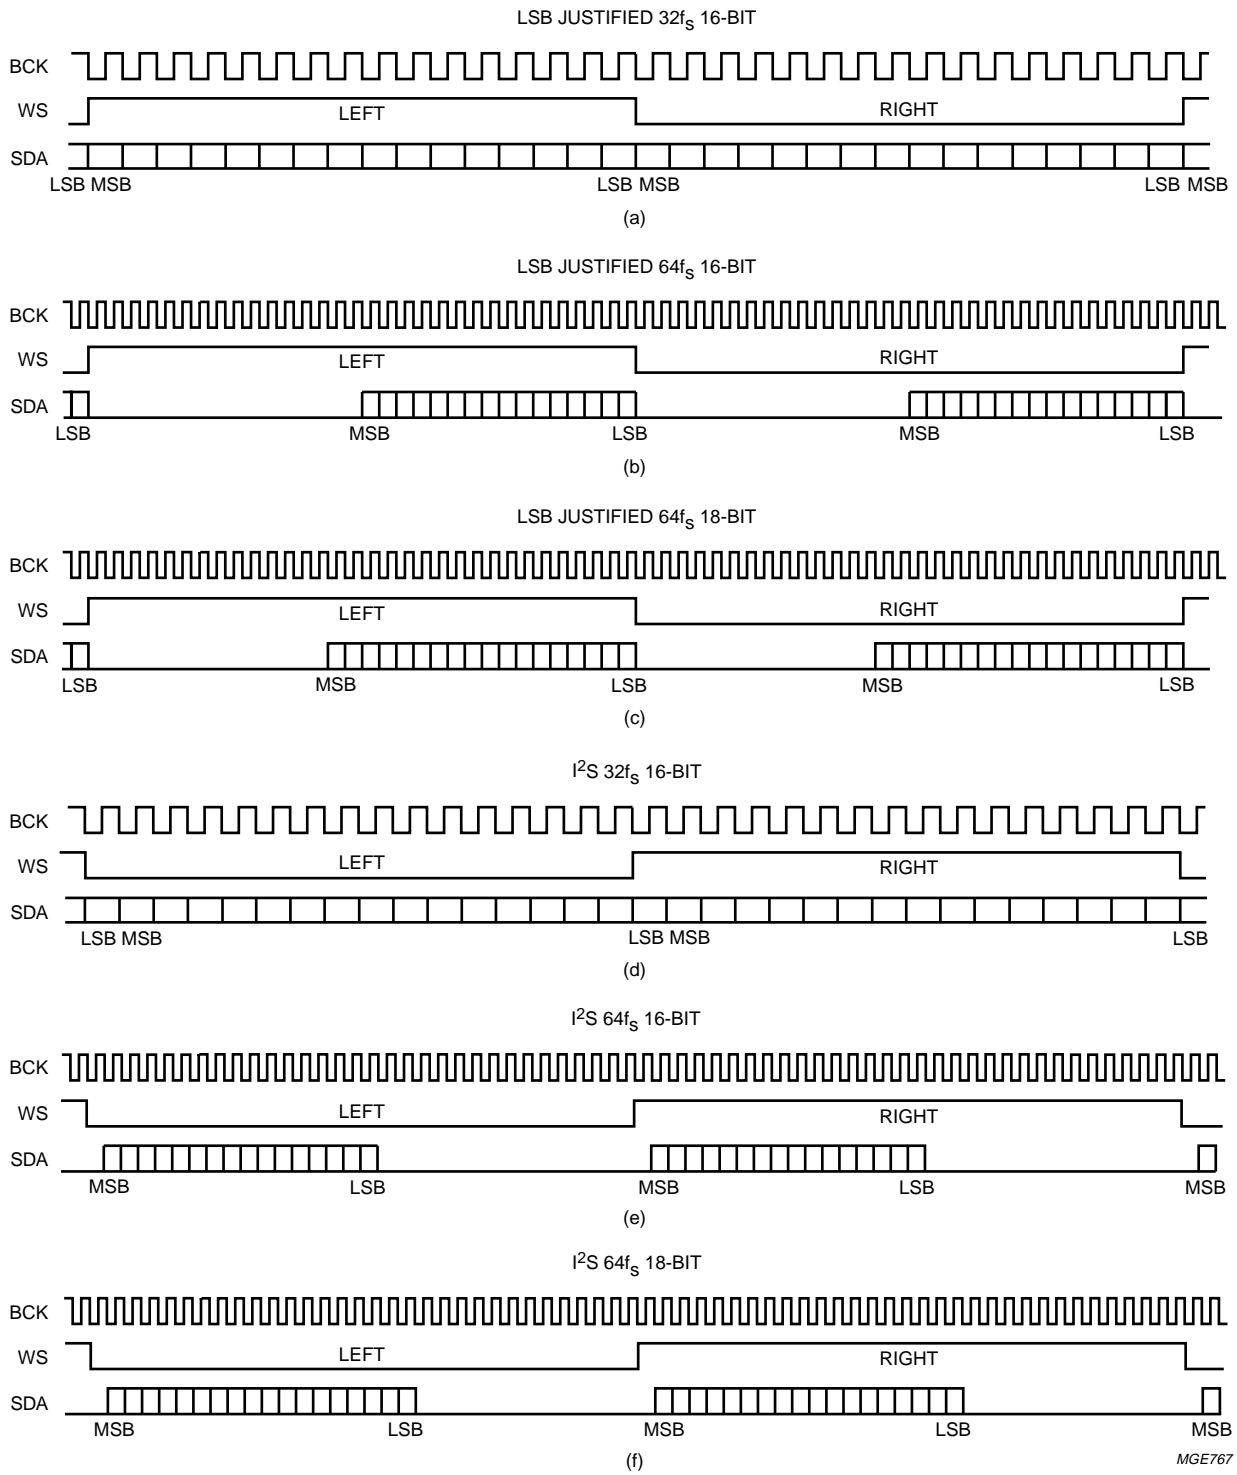 LSB JUSTIFIED 32fS 16-BIT
BCK
WS LEFT RIGHT
SDA
LSB MSB LSB MSB LSB MSB
(a)
LSB JUSTIFIED 64fS 16-BIT
BCK
WS LEFT RIGHT
SDA
LSB MSB LSB MSB LSB
(b)
LSB JUSTIFIED 64fS 18-BIT
BCK
WS LEFT RIGHT
SDA
LSB MSB LSB MSB LSB
(c)
I²S 32fS 16-BIT
BCK
WS LEFT RIGHT
SDA
LSB MSB LSB MSB LSB
(d)
I²S 64fS 16-BIT
BCK
WS LEFT RIGHT
SDA
MSB LSB MSB LSB MSB
(e)
I²S 64fS 18-BIT
BCK
WS LEFT RIGHT
SDA
MSB LSB MSB LSB MSB
(f)
MGE767